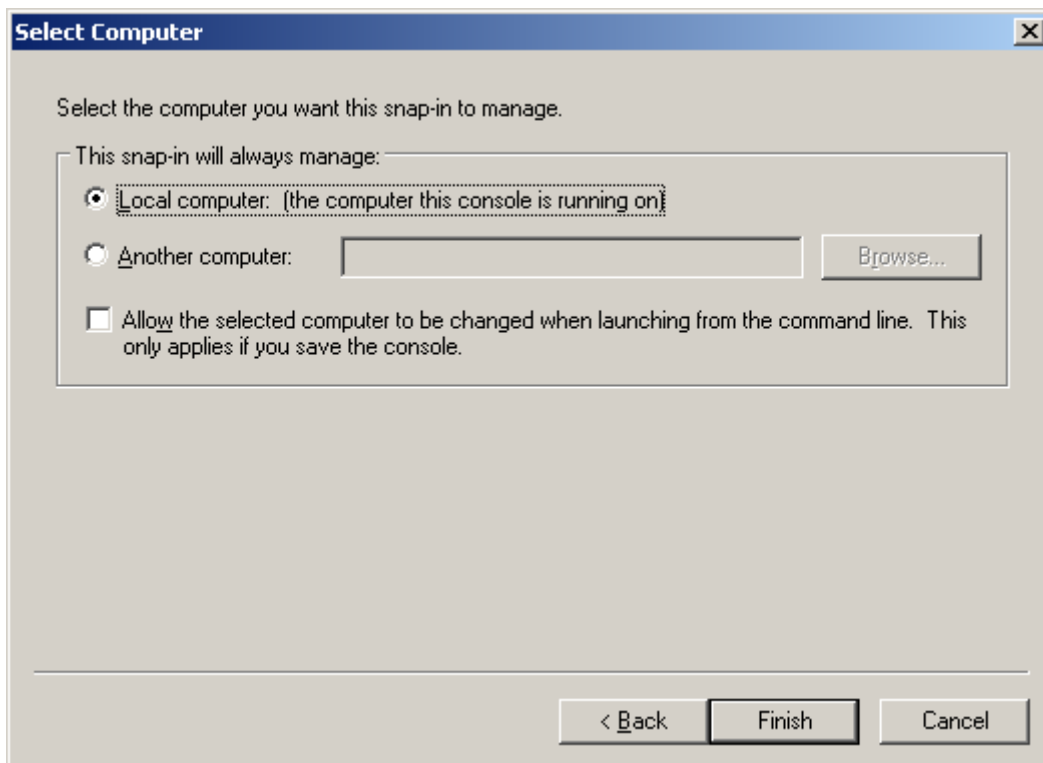 Select Computer
Select the computer you want this snap-in to manage.
This snap-in will always manage:
Local computer:  (the computer this console is running on)
Another computer:
Browse...
Allow the selected computer to be changed when launching from the command line.  This
only applies if you save the console.
< Back
Finish
Cancel